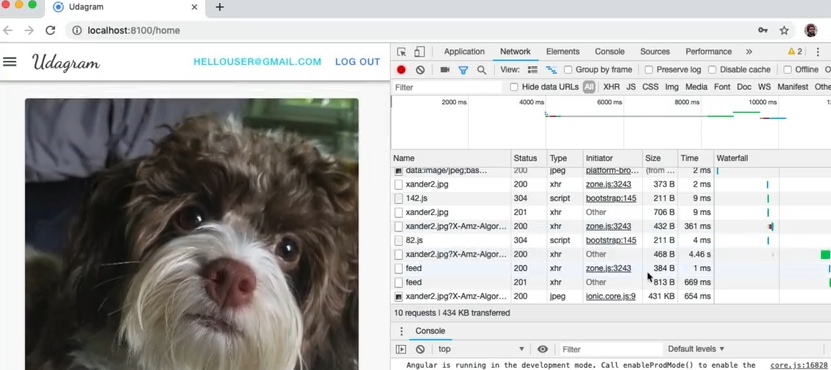 Udagram
localhost:8100/home
Udagram HELLOUSER@GMAIL.COM LOG OUT
Application Network Elements Console Sources Performance » 2
View: Group by frame Preserve log Disable cache Offline O
Filter Hide data URLs All XHR JS CSS Img Media Font Doc WS Manifest Othe
2000 ms 4000 ms 6000 ms 8000 ms 10000 ms 1
Name Status Type Initiator Size Time Waterfall
data:image/jpeg;bas… 200 jpeg platform-bro… (from … 2 ms
xander2.jpg 200 xhr zone.js:3243 373 B 2 ms
142.js 304 script bootstrap:145 211 B 9 ms
xander2.jpg 201 xhr Other 706 B 9 ms
xander2.jpg?X-Amz-Algor… 200 xhr zone.js:3243 432 B 361 ms
82.js 304 script bootstrap:145 211 B 4 ms
xander2.jpg?X-Amz-Algor… 200 xhr Other 468 B 4.46 s
feed 200 xhr zone.js:3243 384 B 1 ms
feed 201 xhr Other 813 B 669 ms
xander2.jpg?X-Amz-Algor… 200 jpeg ionic.core.js:9 431 KB 654 ms
10 requests | 434 KB transferred
Console
top Filter Default levels
Angular is running in the development mode. Call enableProdMode() to enable the core.js:16828